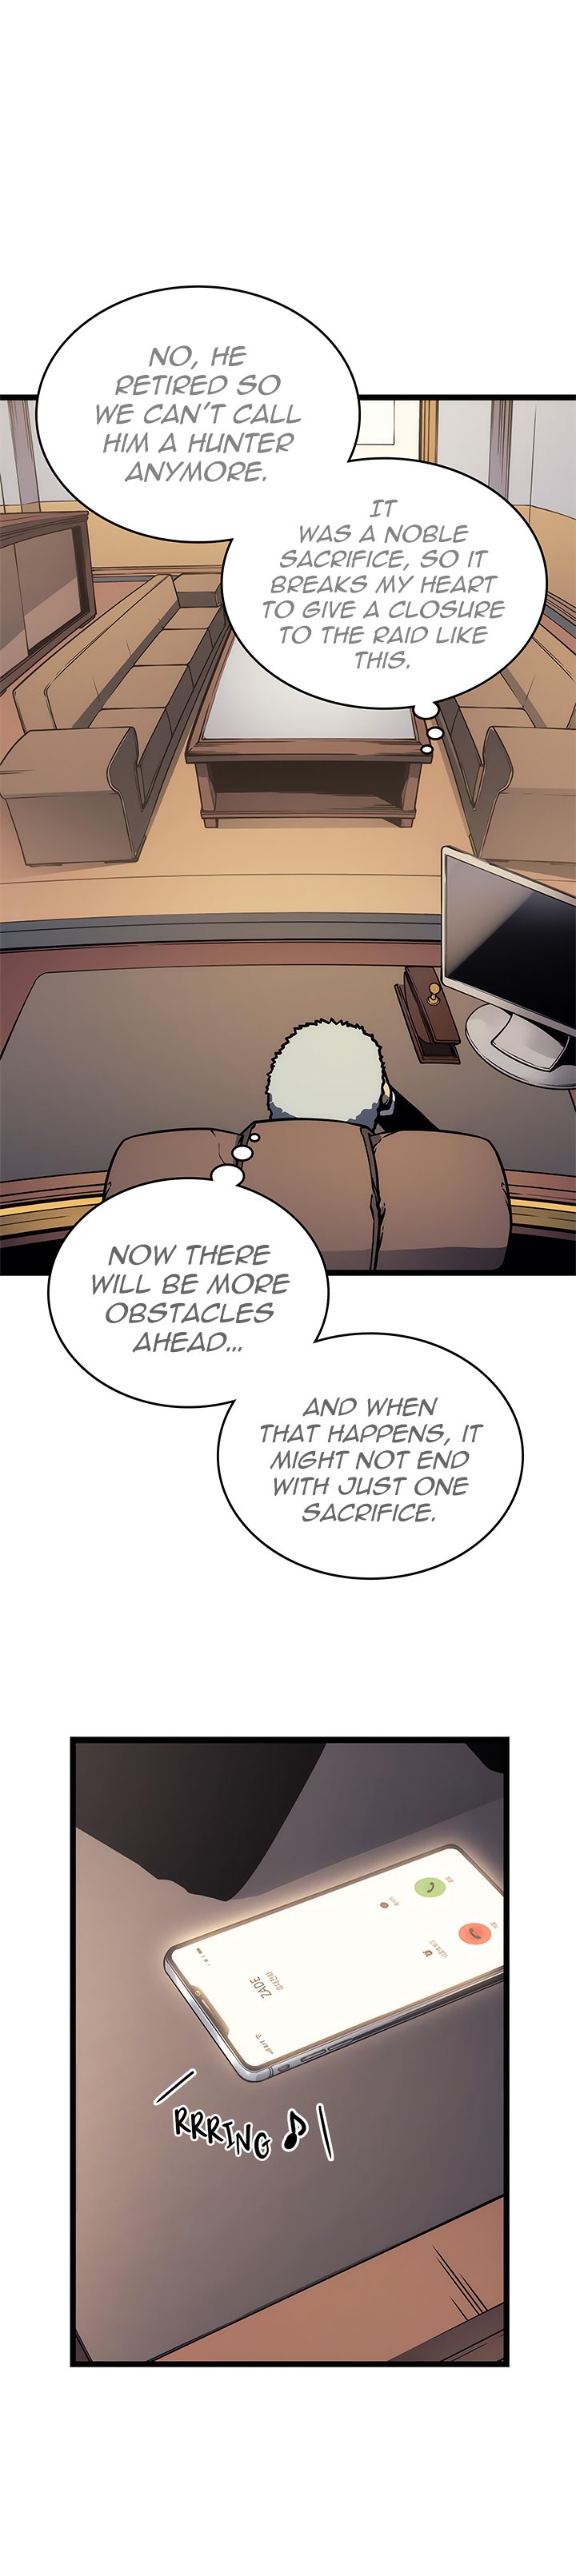 NO, HE
RETIRED SO
WE CAN'T CALL
HIM A HUNTER
ANYMORE.
IT
WAS A NOBLE
SACRIFICE, SO IT
BREAKS MY HEART
TO GIVE A CLOSURE
TO THE RAID LIKE
THIS.
NOW THERE
WILL BE MORE
OBSTACLES
AHEAD...
AND WHEN
THAT HAPPENS, IT
MIGHT NOT END
WITH JUST ONE
SACRIFICE.
ZADE
RRRING